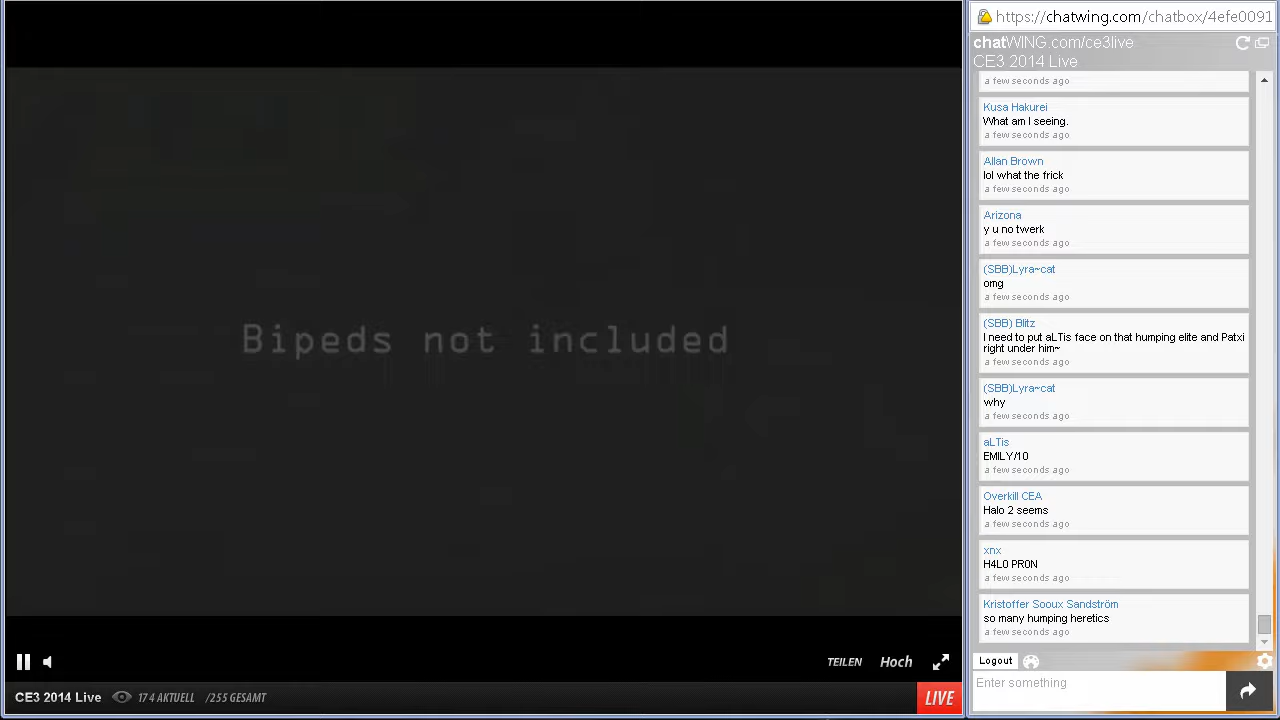 Bipeds not included
TEILEN
Hoch
CE3 2014 Live
174 AKTUELL
/255 GESAMT
LIVE
https://chatwing.com/chatbox/4efe0091
chatWING.com/ce3live
CE3 2014 Live
a few seconds ago
Kusa Hakurei
What am I seeing.
a few seconds ago
Allan Brown
lol what the frick
a few seconds ago
Arizona
y u no twerk
a few seconds ago
(SBB)Lyra~cat
omg
a few seconds ago
(SBB) Blitz
I need to put aLTis face on that humping elite and Patxi
right under him~
a few seconds ago
(SBB)Lyra~cat
why
a few seconds ago
aLTis
EMILY/10
a few seconds ago
Overkill CEA
Halo 2 seems
a few seconds ago
xnx
H4L0 PR0N
a few seconds ago
Kristoffer Sooux Sandström
so many humping heretics
a few seconds ago
Logout
Enter something